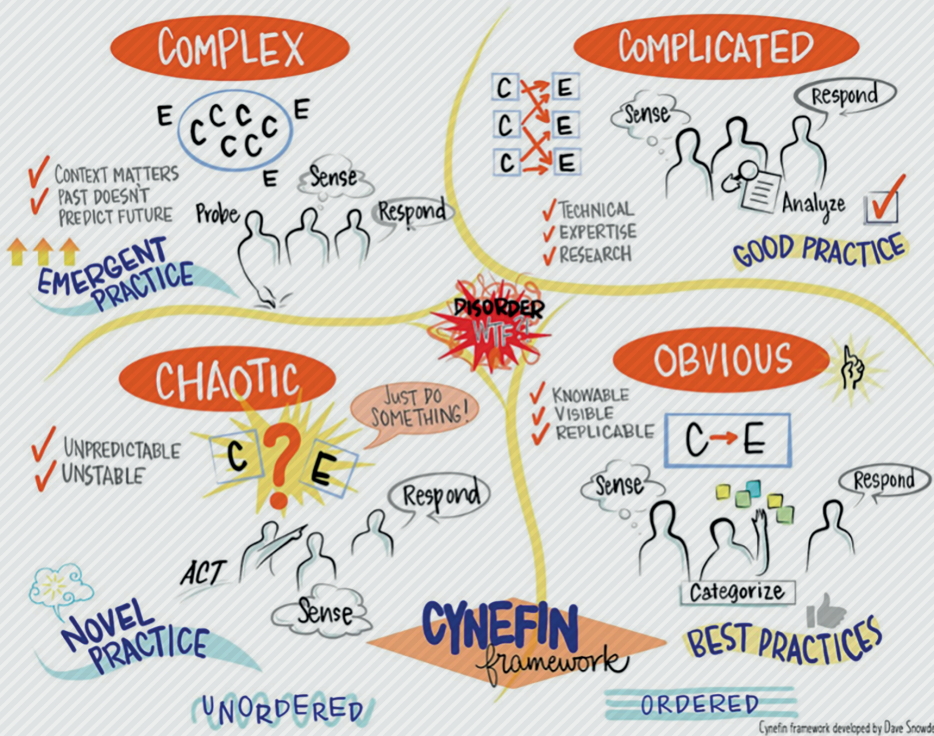 COMPLEX
E
C C C
C C C
C C
E
E
Sense
CONTEXT MATTERS
PAST DOESN'T
PREDICT FUTURE
Probe
Respond
EMERGENT
PRACTICE
COMPLICATED
C E
C E
C E
Sense
Respond
Analyze
TECHNICAL
EXPERTISE
RESEARCH
GOOD PRACTICE
DISORDER
WTF?!
CHAOTIC
JUST DO
SOMETHING!
UNPREDICTABLE
UNSTABLE
C ? E
Respond
ACT
Sense
NOVEL
PRACTICE
OBVIOUS
KNOWABLE
VISIBLE
REPLICABLE
C → E
Sense
Respond
Categorize
BEST PRACTICES
CYNEFIN
framework
UNORDERED
ORDERED
Cynefin framework developed by Dave Snowde